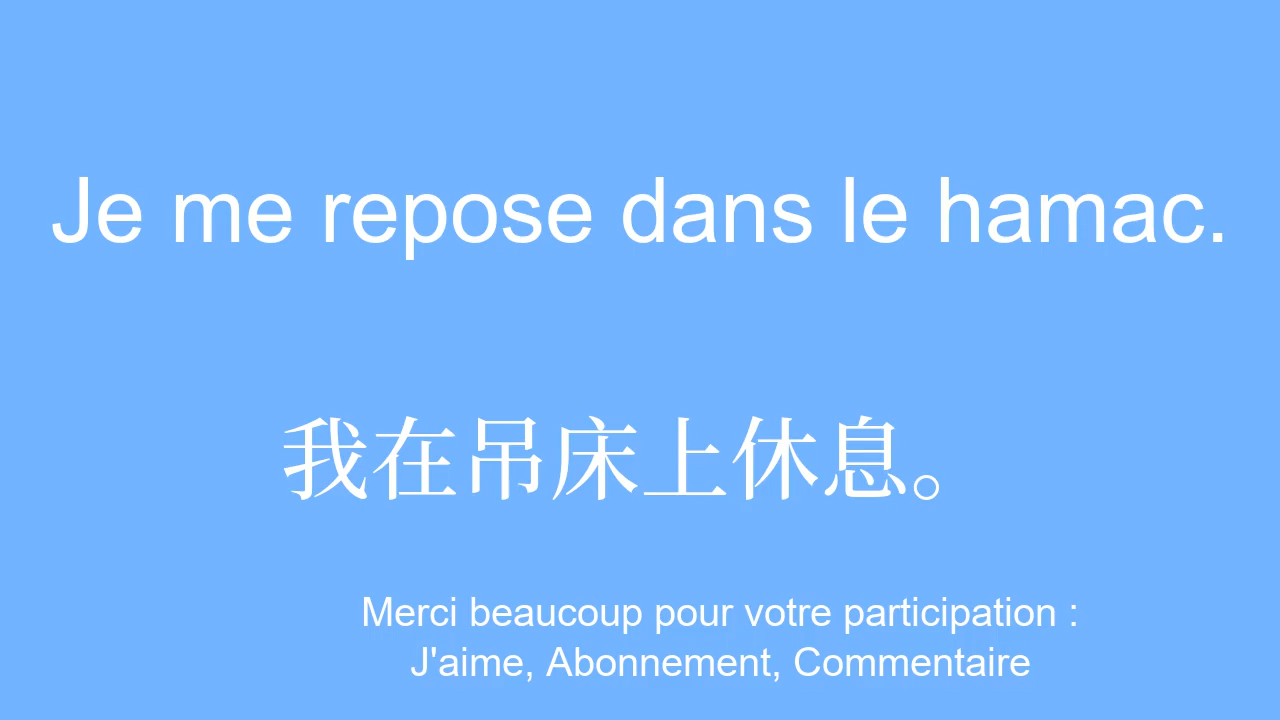 Je me repose dans le hamac.
我在吊床上休息。
Merci beaucoup pour votre participation :
J'aime, Abonnement, Commentaire